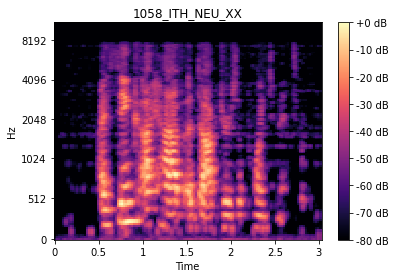 1058_ITH_NEU_XX
Hz
8192
4096
2048
1024
512
0
0
0.5
1
1.5
2
2.5
3
Time
+0 dB
-10 dB
-20 dB
-30 dB
-40 dB
-50 dB
-60 dB
-70 dB
-80 dB